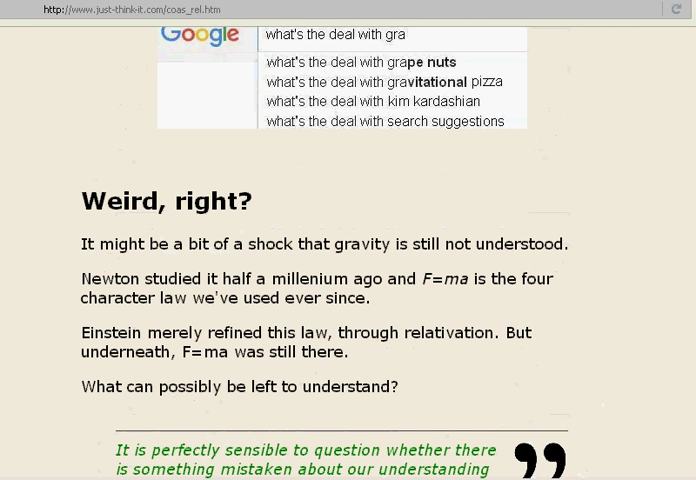 http://www.just-think-it.com/coas_rel.htm
Google
what's the deal with gra
what's the deal with grape nuts
what's the deal with gravitational pizza
what's the deal with kim kardashian
what's the deal with search suggestions
Weird, right?
It might be a bit of a shock that gravity is still not understood.
Newton studied it half a millenium ago and F=ma is the four
character law we've used ever since.
Einstein merely refined this law, through relativation. But
underneath, F=ma was still there.
What can possibly be left to understand?
It is perfectly sensible to question whether there
is something mistaken about our understanding
”